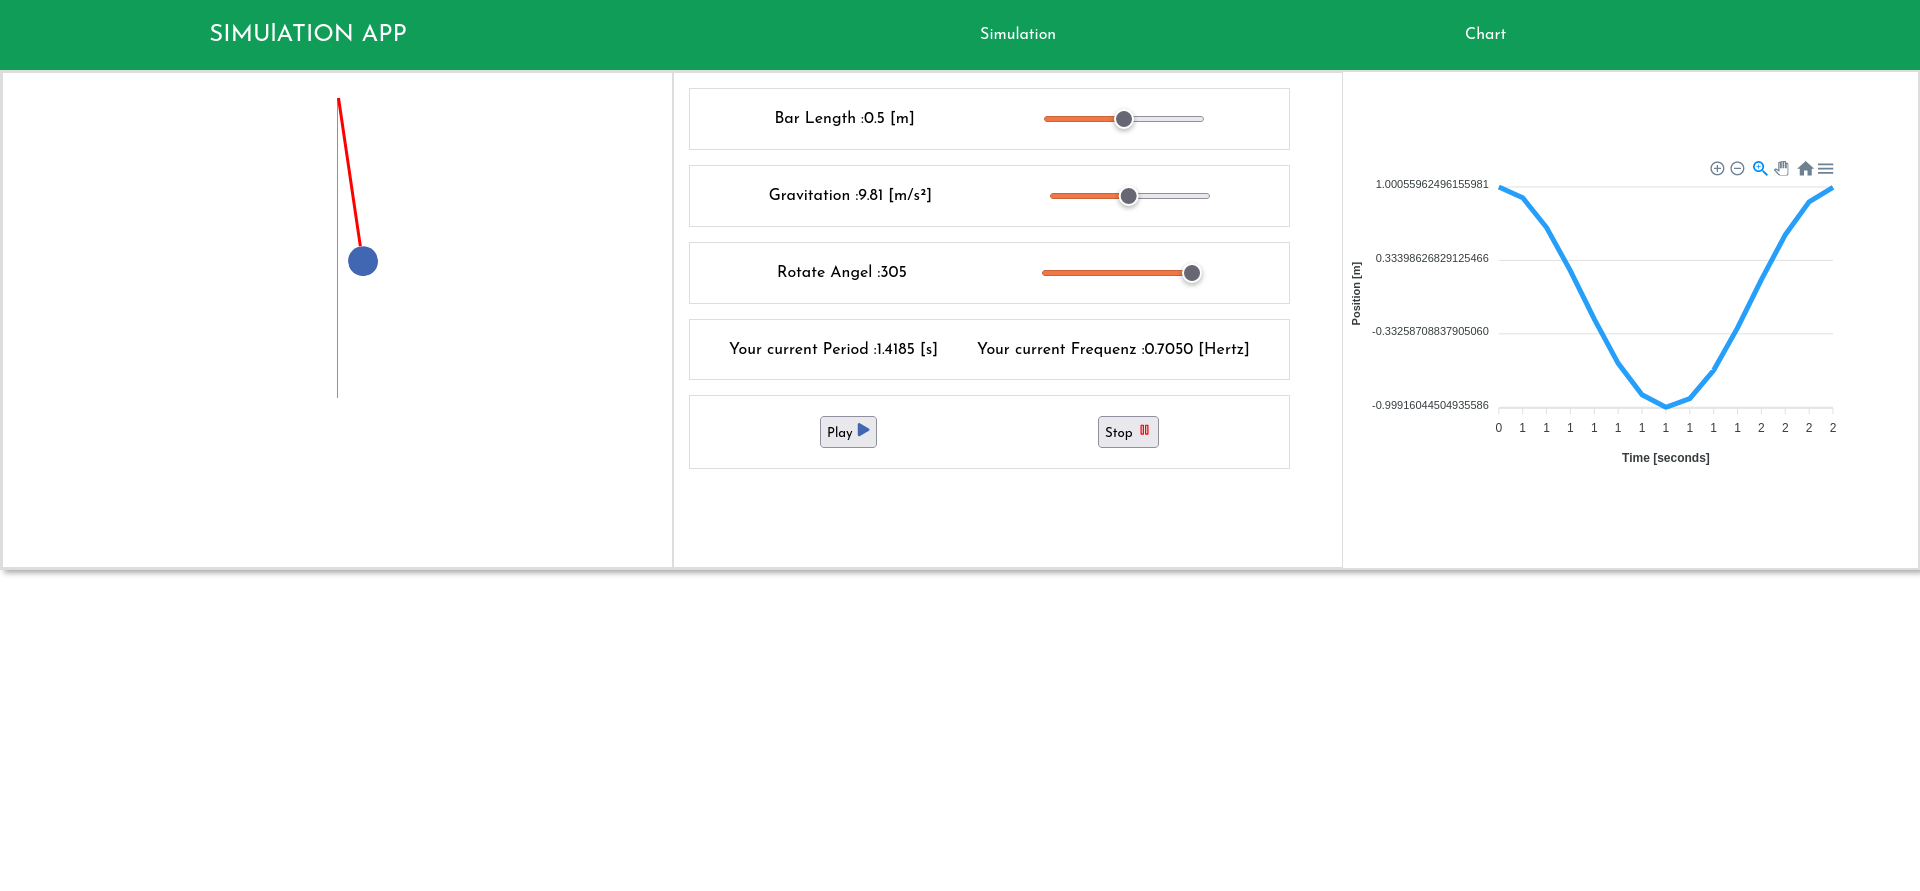 SIMUlATION APP
Simulation
Chart
Bar Length :0.5 [m]
Gravitation :9.81 [m/s²]
Rotate Angel :305
Your current Period :1.4185 [s]
Your current Frequenz :0.7050 [Hertz]
Play
Stop
1.00055962496155981
0.33398626829125466
-0.33258708837905060
-0.99916044504935586
Position [m]
0 1 1 1 1 1 1 1 1 1 1 2 2 2 2
Time [seconds]